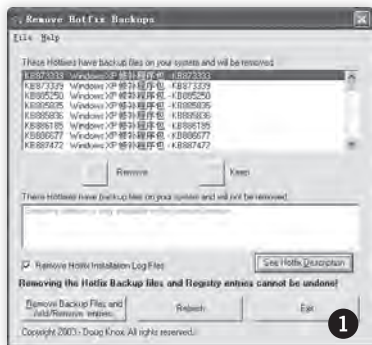 Remove Hotfix Backups
File Help
These Hotfixes have backup files on your system and will be removed.
KB873333 Windows XP 修补程序包 - KB873333
KB873339 Windows XP 修补程序包 - KB873339
KB885250 Windows XP 修补程序包 - KB885250
KB885835 Windows XP 修补程序包 - KB885835
KB885836 Windows XP 修补程序包 - KB885836
KB886185 Windows XP 修补程序包 - KB886185
KB886677 Windows XP 修补程序包 - KB886677
KB887472 Windows XP 修补程序包 - KB887472
Remove Keep
These Hotfixes have backup files on your system and will not be removed.
Remove Hotfix Installation Log Files
See Hotfix Description
Removing the Hotfix Backup files and Registry entries cannot be undone!
Remove Backup Files and Add/Remove entries
Refresh
Exit
Copyright 2003 - Doug Knox. All rights reserved.
1